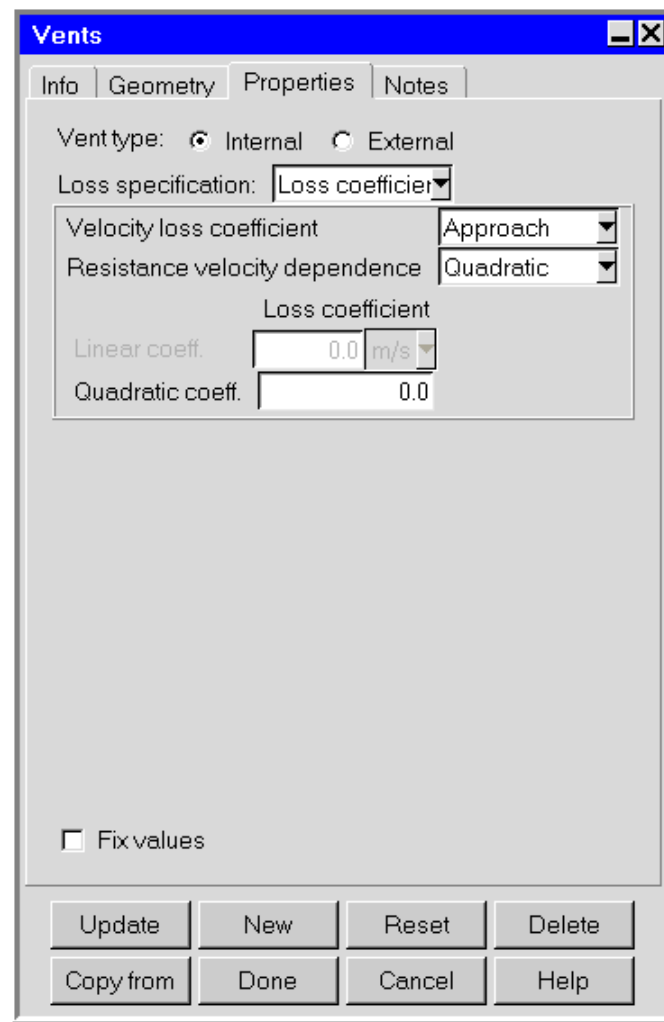 Vents
Info Geometry Properties Notes
Vent type: Internal External
Loss specification: Loss coefficier
Velocity loss coefficient Approach
Resistance velocity dependence Quadratic
Loss coefficient
Linear coeff. 0.0 m/s
Quadratic coeff. 0.0
Fix values
Update New Reset Delete
Copy from Done Cancel Help